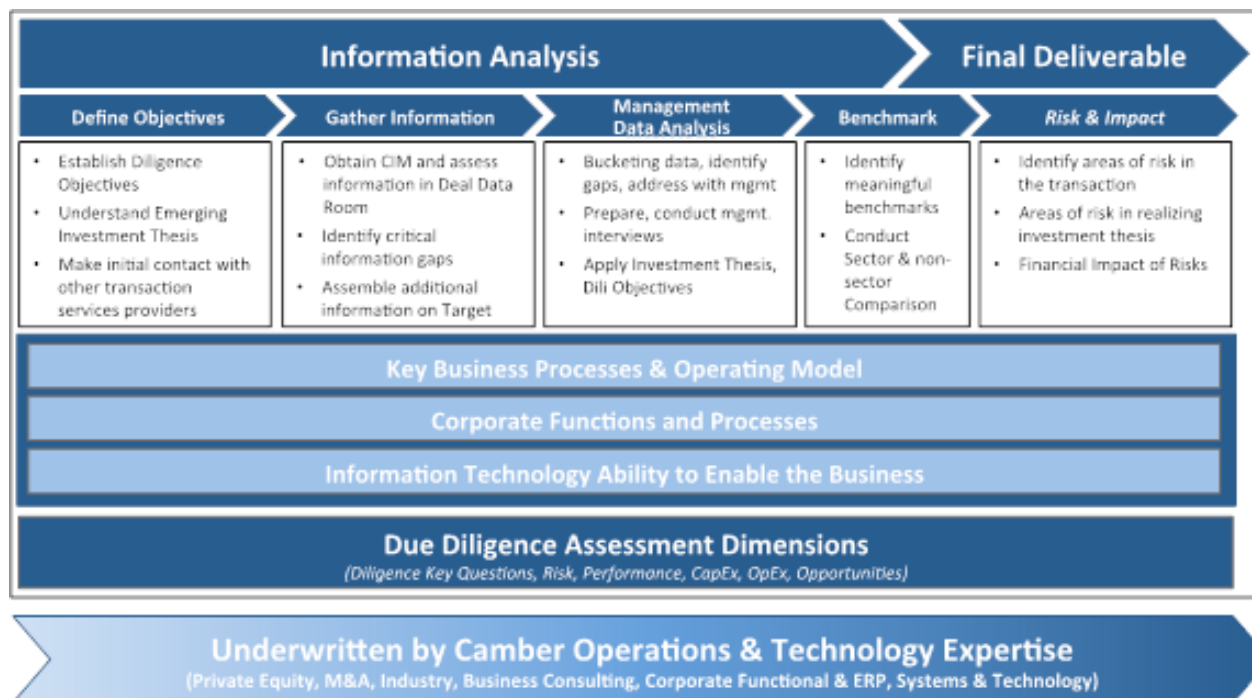 Information Analysis
Final Deliverable
Define Objectives
Gather Information
Management
Data Analysis
Benchmark
Risk & Impact
• Establish Diligence
Objectives
• Understand Emerging
Investment Thesis
• Make initial contact with
other transaction
services providers
• Obtain CIM and assess
information in Deal Data
Room
• Identify critical
information gaps
• Assemble additional
information on Target
• Bucketing data, identify
gaps, address with mgmt
• Prepare, conduct mgmt.
interviews
• Apply Investment Thesis,
Dili Objectives
• Identify
meaningful
benchmarks
• Conduct
Sector & non-
sector
Comparison
• Identify areas of risk in
the transaction
• Areas of risk in realizing
investment thesis
• Financial Impact of Risks
Key Business Processes & Operating Model
Corporate Functions and Processes
Information Technology Ability to Enable the Business
Due Diligence Assessment Dimensions
(Diligence Key Questions, Risk, Performance, CapEx, OpEx, Opportunities)
Underwritten by Camber Operations & Technology Expertise
(Private Equity, M&A, Industry, Business Consulting, Corporate Functional & ERP, Systems & Technology)